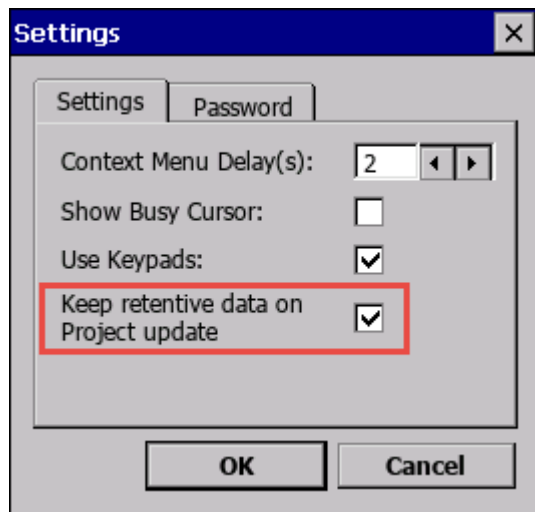 Settings
Settings Password
Context Menu Delay(s): 2
Show Busy Cursor:
Use Keypads:
Keep retentive data on
Project update
OK Cancel